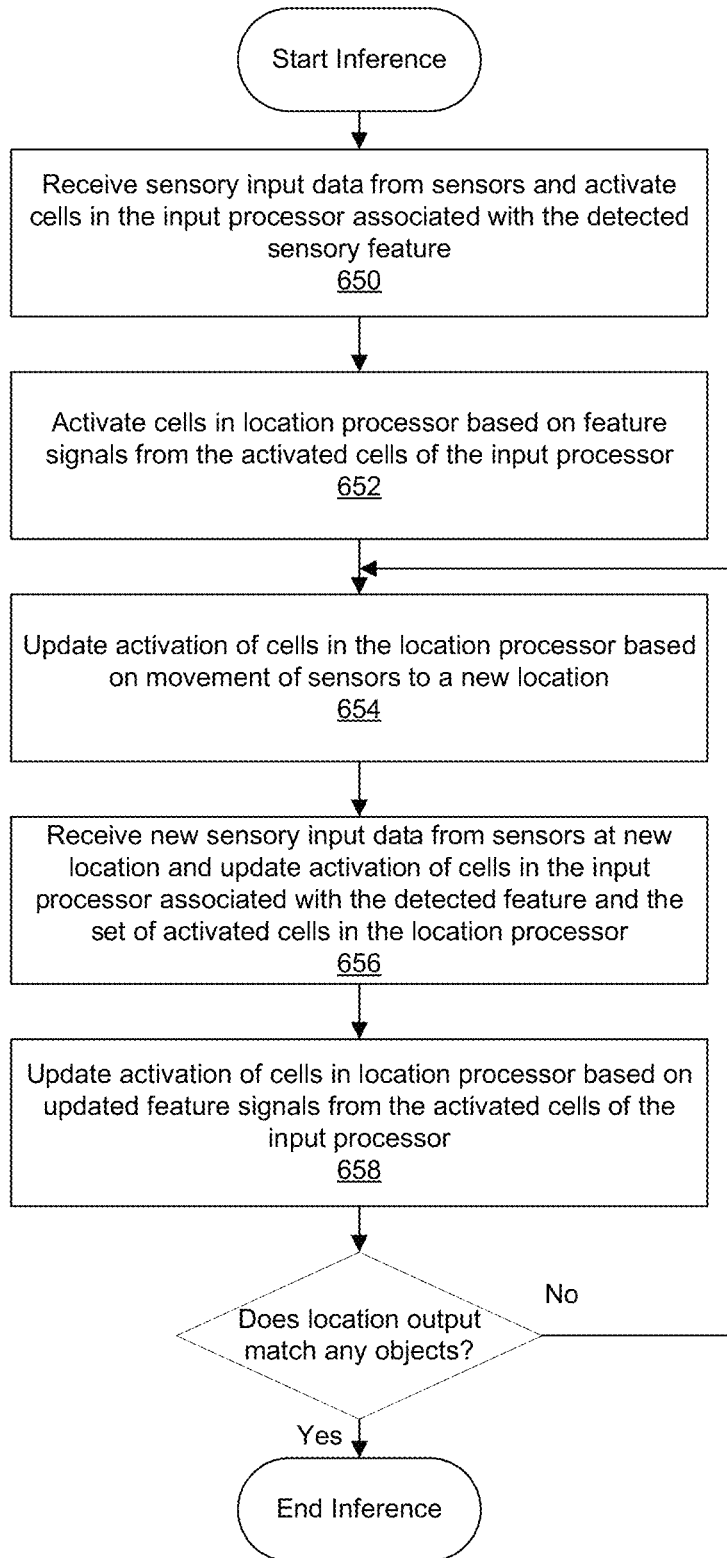 Start Inference
Receive sensory input data from sensors and activate
cells in the input processor associated with the detected
sensory feature
650
Activate cells in location processor based on feature
signals from the activated cells of the input processor
652
Update activation of cells in the location processor based
on movement of sensors to a new location
654
Receive new sensory input data from sensors at new
location and update activation of cells in the input
processor associated with the detected feature and the
set of activated cells in the location processor
656
Update activation of cells in location processor based on
updated feature signals from the activated cells of the
input processor
658
Does location output
match any objects?
No
Yes
End Inference